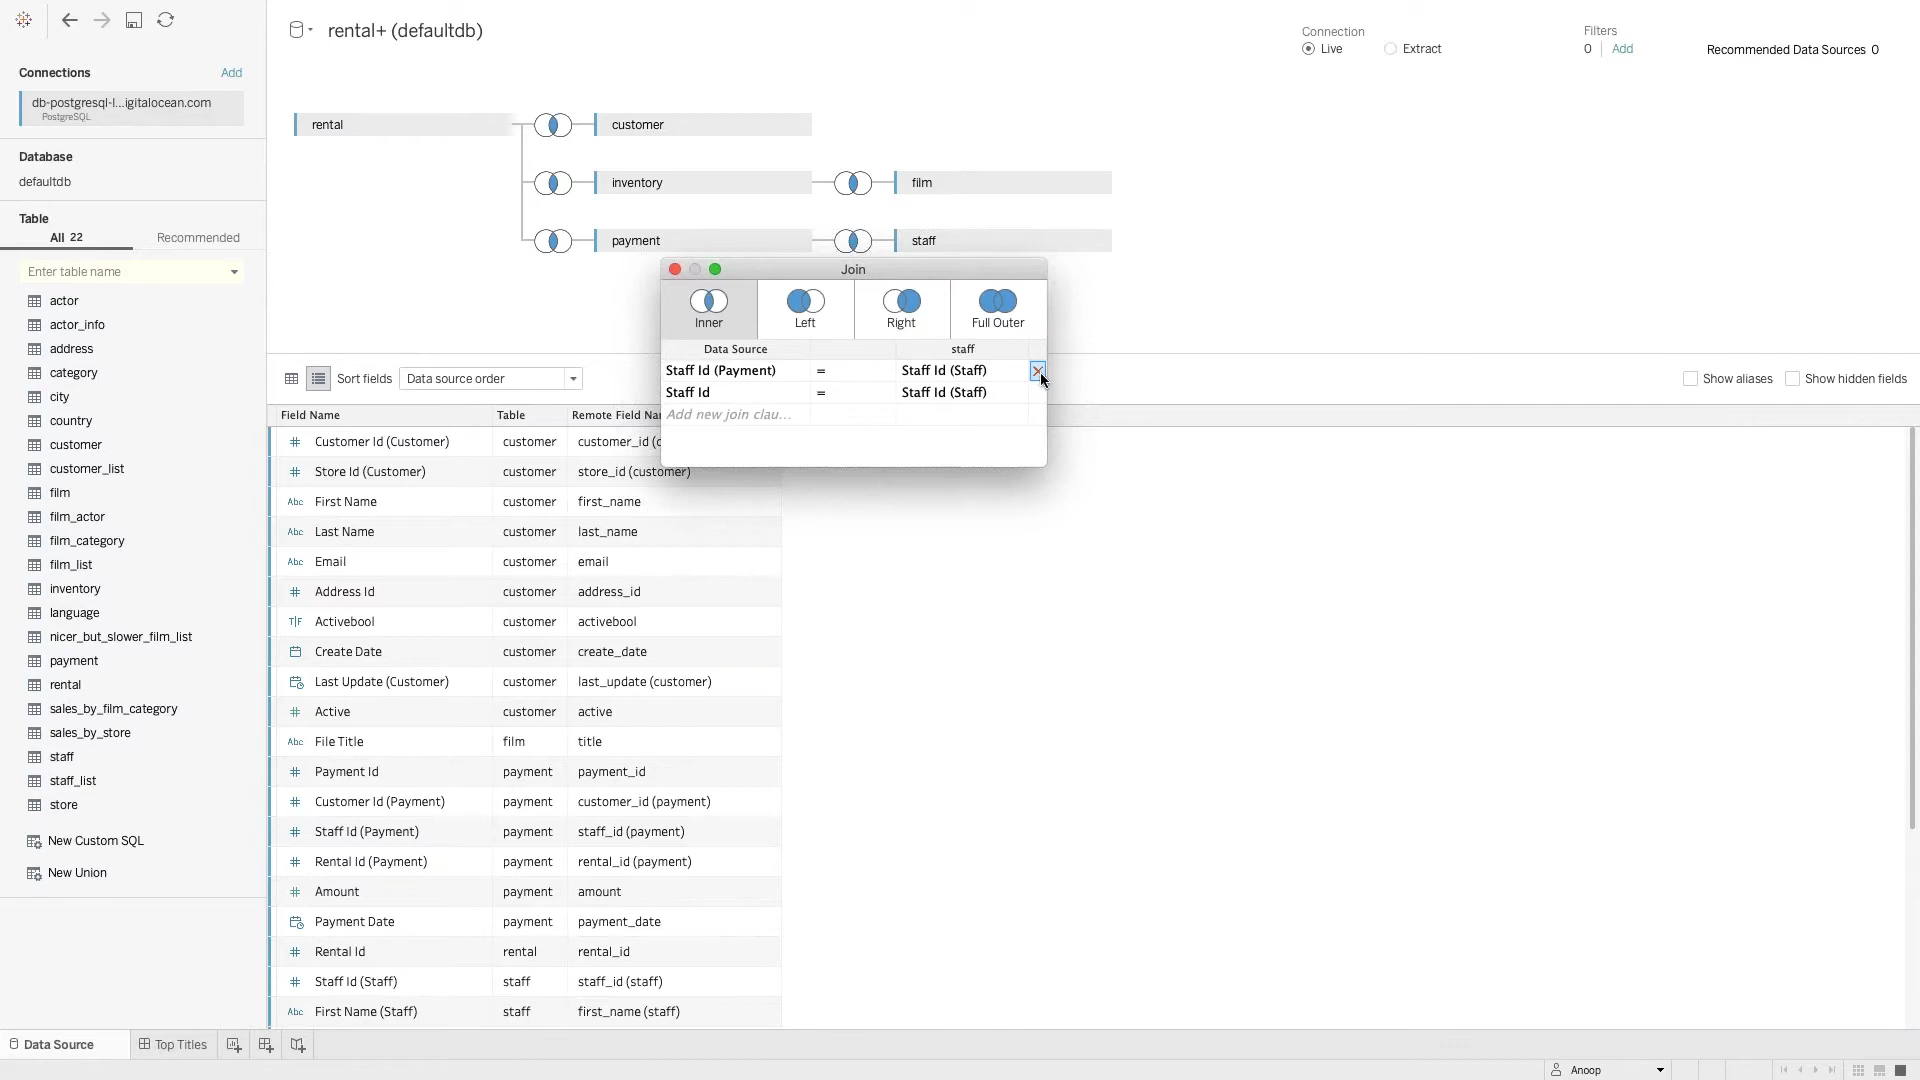 rental+ (defaultdb)
Connection
Live
Extract
Filters
0
Add
Recommended Data Sources 0
Connections
Add
db-postgresql-l...igitalocean.com
PostgreSQL
Database
defaultdb
Table
All 22
Recommended
Enter table name
actor
actor_info
address
category
city
country
customer
customer_list
film
film_actor
film_category
film_list
inventory
language
nicer_but_slower_film_list
payment
rental
sales_by_film_category
sales_by_store
staff
staff_list
store
New Custom SQL
New Union
rental
customer
inventory
film
payment
staff
Join
Inner
Left
Right
Full Outer
Data Source
staff
Staff Id (Payment) = Staff Id (Staff)
Staff Id = Staff Id (Staff)
Add new join clau...
Sort fields
Data source order
Show aliases
Show hidden fields
Field Name Table Remote Field Na
# Customer Id (Customer) customer customer_id (c
# Store Id (Customer) customer store_id (customer)
Abc First Name customer first_name
Abc Last Name customer last_name
Abc Email customer email
# Address Id customer address_id
T|F Activebool customer activebool
Create Date customer create_date
Last Update (Customer) customer last_update (customer)
# Active customer active
Abc File Title film title
# Payment Id payment payment_id
# Customer Id (Payment) payment customer_id (payment)
# Staff Id (Payment) payment staff_id (payment)
# Rental Id (Payment) payment rental_id (payment)
# Amount payment amount
Payment Date payment payment_date
# Rental Id rental rental_id
# Staff Id (Staff) staff staff_id (staff)
Abc First Name (Staff) staff first_name (staff)
Data Source
Top Titles
Anoop